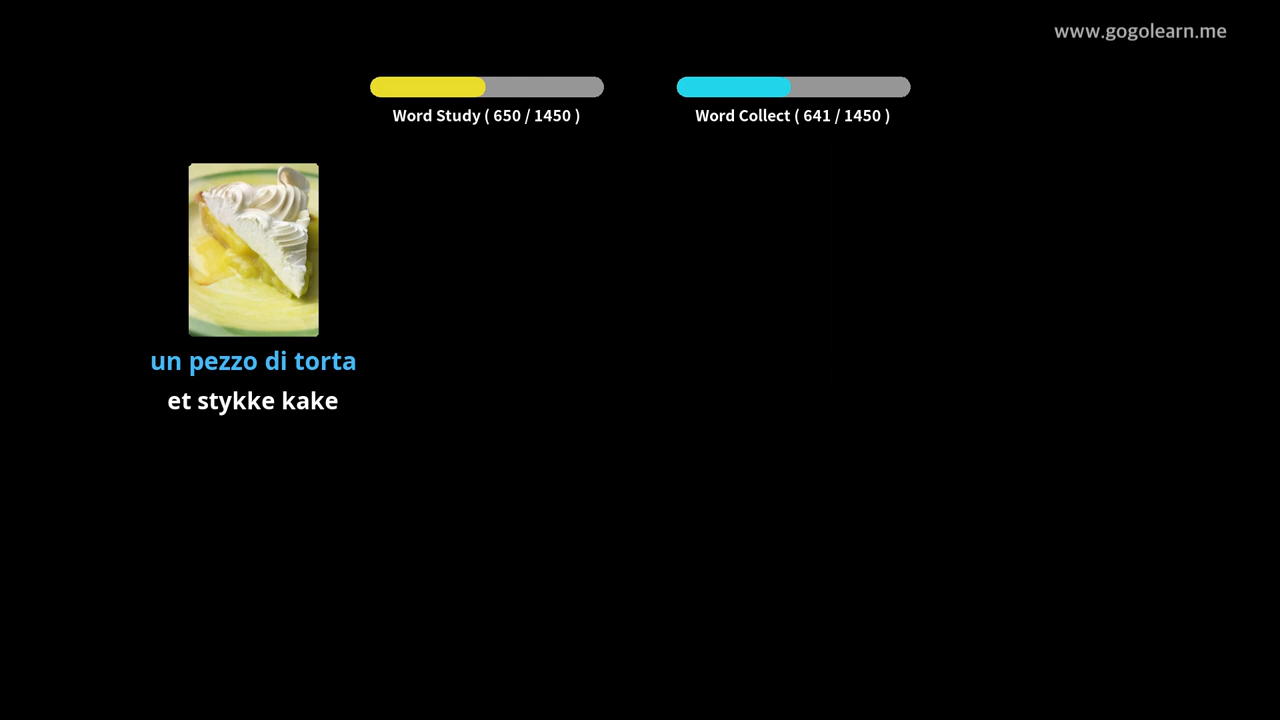 www.gogolearn.me
Word Study ( 650 / 1450 )
Word Collect ( 641 / 1450 )
un pezzo di torta
et stykke kake